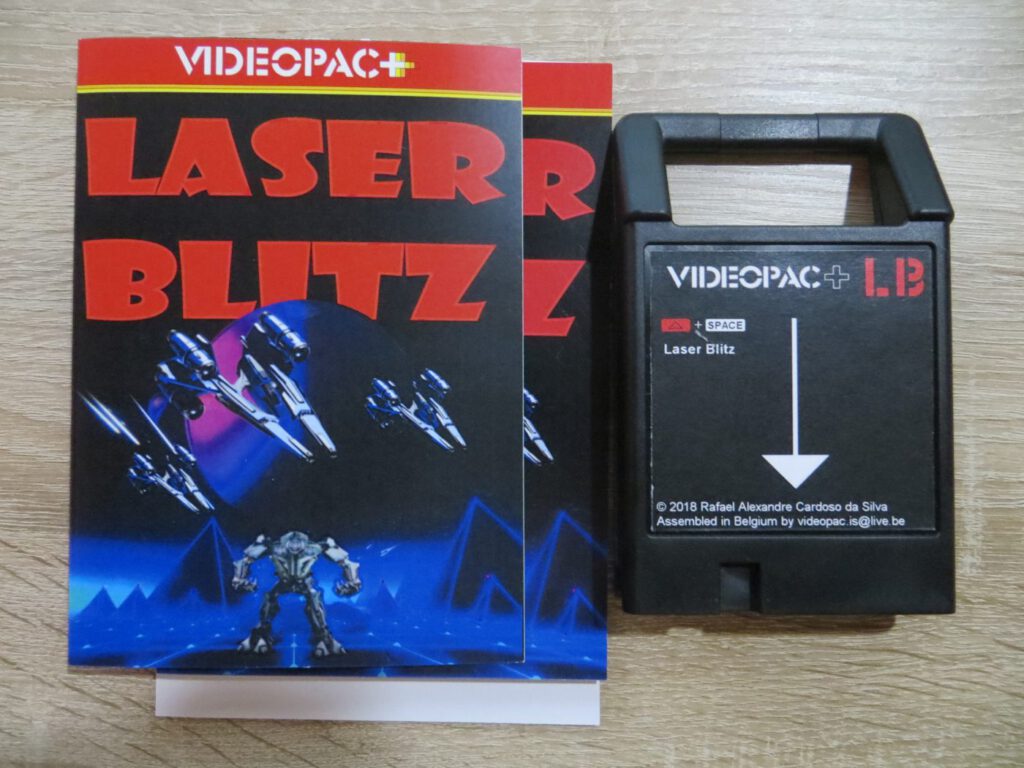 VIDEOPAC+
LASER
BLITZ
R
Z
VIDEOPAC+ LB
+ SPACE
Laser Blitz
© 2018 Rafael Alexandre Cardoso da Silva
Assembled in Belgium by videopac.is@live.be